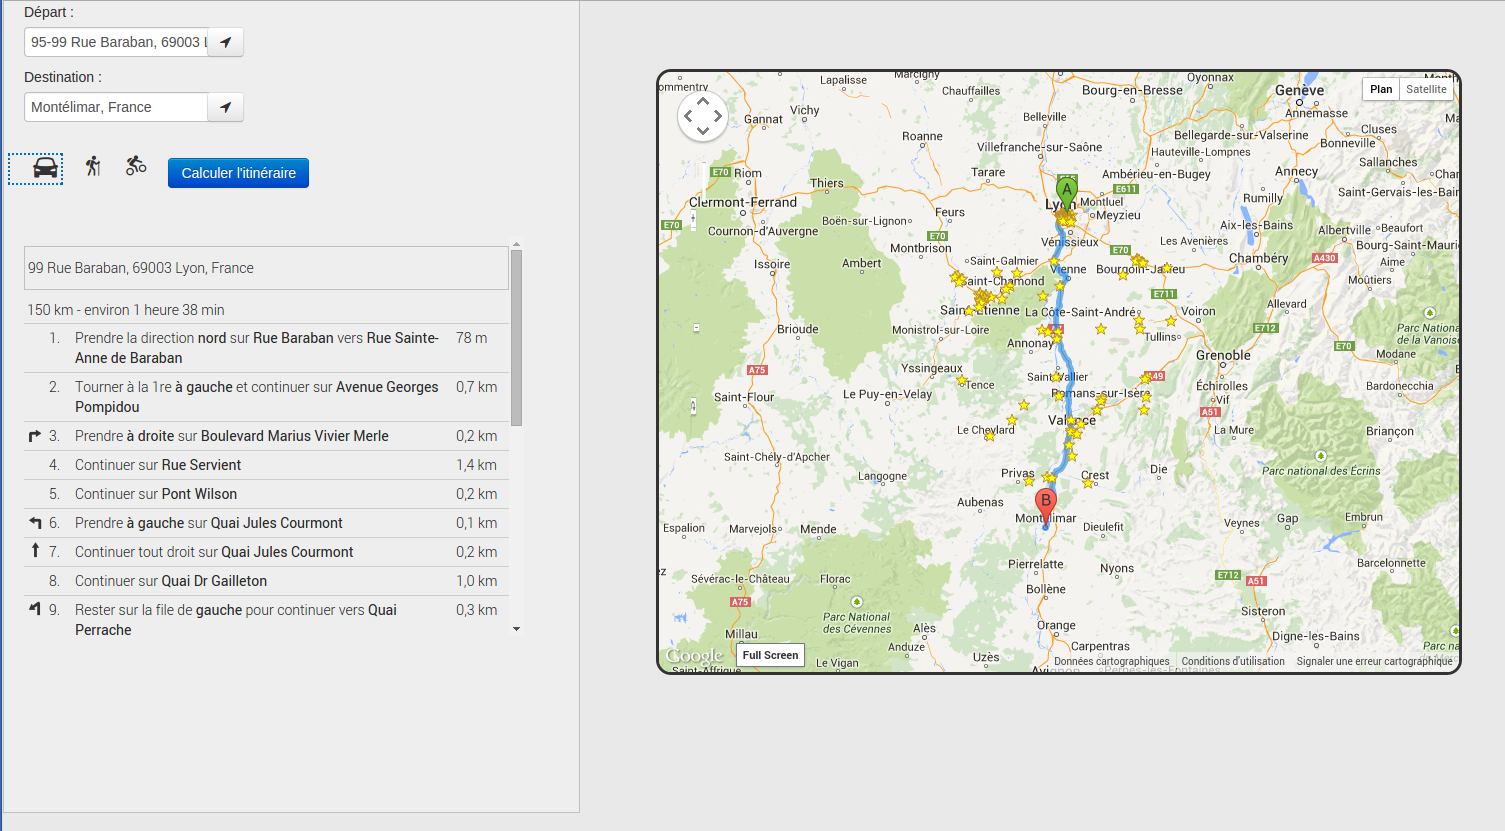 Départ :
95-99 Rue Baraban, 69003 L
Destination :
Montélimar, France
Calculer l'itinéraire
99 Rue Baraban, 69003 Lyon, France
150 km - environ 1 heure 38 min
1. Prendre la direction nord sur Rue Baraban vers Rue Sainte- 78 m
Anne de Baraban
2. Tourner à la 1re à gauche et continuer sur Avenue Georges 0,7 km
Pompidou
3. Prendre à droite sur Boulevard Marius Vivier Merle 0,2 km
4. Continuer sur Rue Servient 1,4 km
5. Continuer sur Pont Wilson 0,2 km
6. Prendre à gauche sur Quai Jules Courmont 0,1 km
7. Continuer tout droit sur Quai Jules Courmont 0,2 km
8. Continuer sur Quai Dr Gailleton 1,0 km
9. Rester sur la file de gauche pour continuer vers Quai 0,3 km
Perrache
Lapalisse Marcigny Oyonnax
ommentry Chauffailles Bourg-en-Bresse Genève Plan Satellite
Vichy Annemasse
Gannat Belleville Cluses
Roanne Bellegarde-sur-Valserine Bonneville
Villefranche-sur-Saône Hauteville-Lompnes
Sallanches
E70 Riom Tarare Ambérieu-en-Bugey Annecy Char
Thiers E611 Saint-Gervais-les-Bair
Clermont-Ferrand Lyon Montluel Rumilly
Feurs Meyzieu
E70 Boën-sur-Lignon Aix-les-Bains Albertville Beaufort
Cournon-d'Auvergne E70 Vénissieux Les Avenières
Montbrison E70 Bourg-Saint-Mauri
Issoire Ambert Saint-Galmier Chambéry A430 Aime
Vienne Bourgoin-Jallieu
Saint-Chamond Moûtiers
E711
Saint-Étienne La Côte-Saint-André Voiron Allevard
Brioude Monistrol-sur-Loire E712 Parc Nationa
Tullins de la Vanois
Annonay E70
Grenoble Modane
A75 Yssingeaux Saint-Vallier A49
Tence Échirolles Bardonecchia
Saint-Flour Le Puy-en-Velay Romans-sur-Isère Vif
A51
Le Cheylard Valence La Mure Briançon
Saint-Chély-d'Apcher
Langogne Privas Crest Die Parc national des Écrins
Aubenas
Espalion Marvejols Mende Montélimar Dieulefit Veynes Gap Embrun
Pierrelatte Barcelonnette
Sévérac-le-Château Florac Nyons E712 A51
Bollène
A75 Parc National Sisteron
des Cévennes Orange
Millau Alès Digne-les-Bains
Anduze Carpentras Parc na
Google Full Screen Le Vigan Uzès Données cartographiques Conditions d'utilisation Signaler une erreur cartographique
Saint-Affrique Avignon Pernes-les-Fontaines
A
B